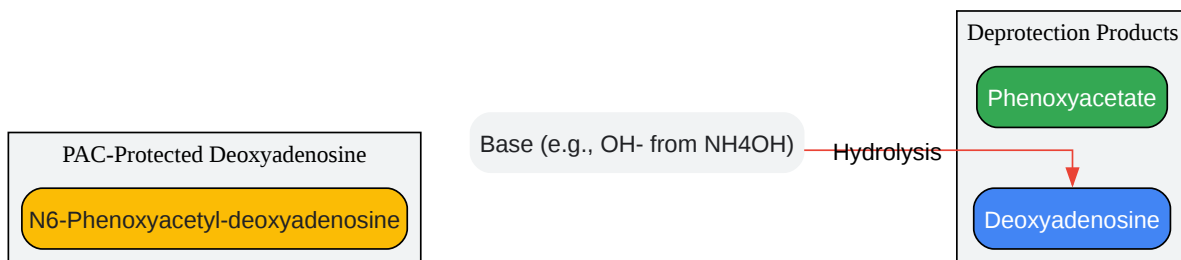 PAC-Protected Deoxyadenosine
N6-Phenoxyacetyl-deoxyadenosine
Base (e.g., OH- from NH4OH)
Hydrolysis
Deprotection Products
Phenoxyacetate
Deoxyadenosine